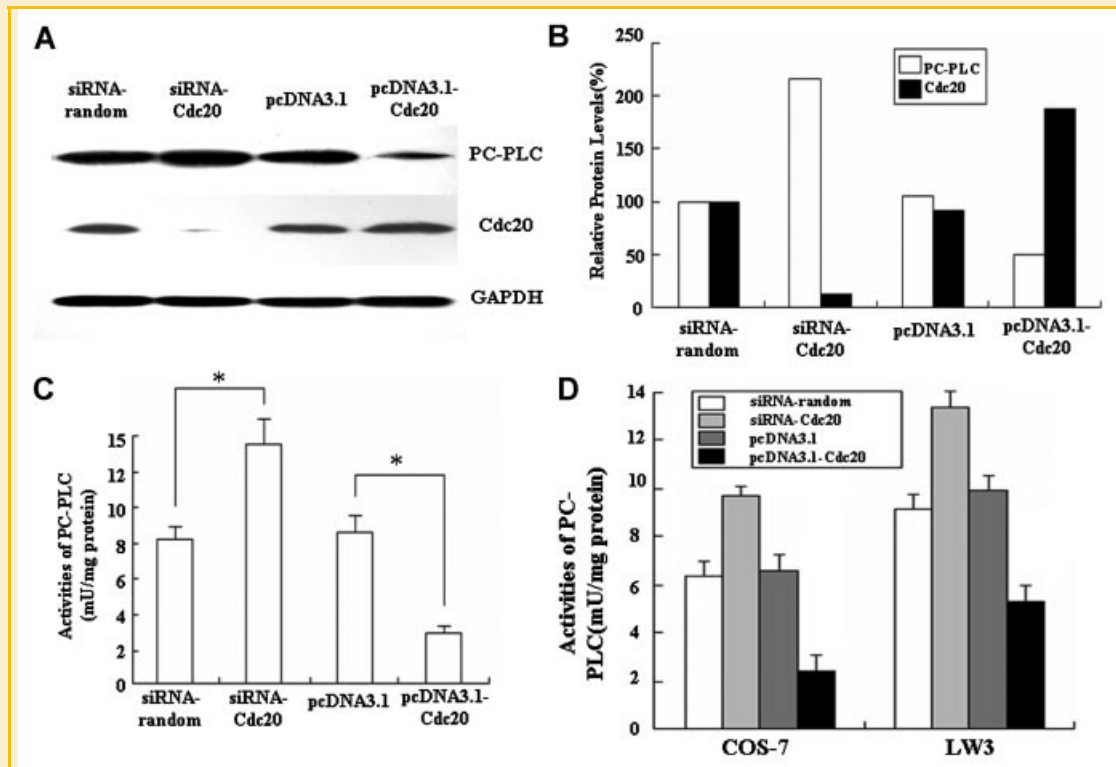 A
siRNA-
random
siRNA-
Cdc20
pcDNA3.1
pcDNA3.1-
Cdc20
PC-PLC
Cdc20
GAPDH
B
Relative Protein Levels(%)
250
200
150
100
50
0
PC-PLC
Cdc20
siRNA-
random
siRNA-
Cdc20
pcDNA3.1
pcDNA3.1-
Cdc20
C
Activities of PC-PLC
(mU/mg protein)
15
12
10
8
6
4
2
0
*
*
siRNA-
random
siRNA-
Cdc20
pcDNA3.1
pcDNA3.1-
Cdc20
D
Activities of PC-
PLC(mU/mg protein)
14
12
10
8
6
4
2
0
siRNA-random
siRNA-Cdc20
pcDNA3.1
pcDNA3.1-Cdc20
COS-7
LW3